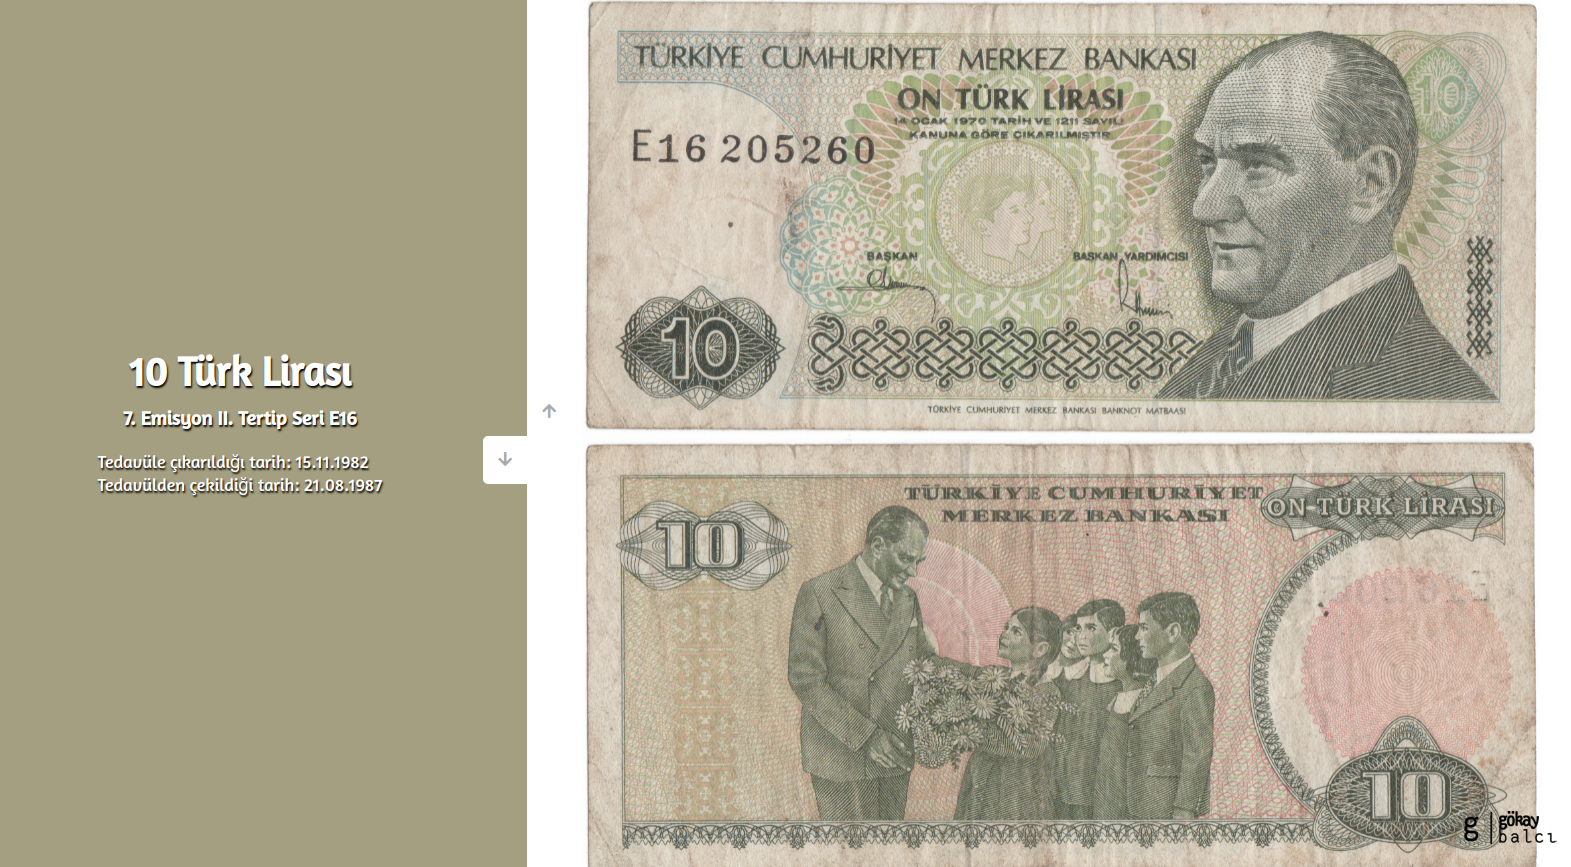 10 Türk Lirası
7. Emisyon II. Tertip Seri E16
Tedavüle çıkarıldığı tarih: 15.11.1982
Tedavülden çekildiği tarih: 21.08.1987
TÜRKİYE CUMHURİYET MERKEZ BANKASI
10
ON TÜRK LİRASI
14 OCAK 1970 TARİH VE 1211 SAYILI
KANUNA GÖRE ÇIKARILMIŞTIR
E16 205260
BAŞKAN
BAŞKAN YARDIMCISI
10
TÜRKİYE CUMHURİYET MERKEZ BANKASI BANKNOT MATBAASI
TÜRKİYE CUMHURİYET
MERKEZ BANKASI
ON TÜRK LİRASI
10
10
g
gökay
balcı